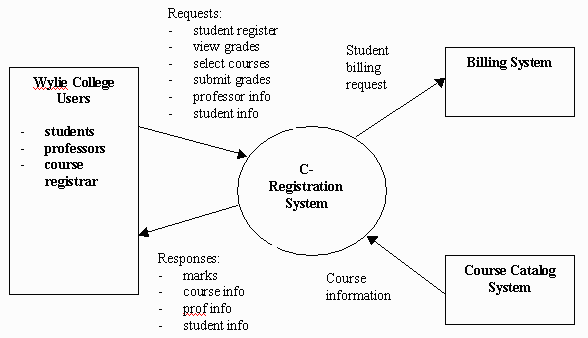 Requests:
- student register
- view grades
- select courses
- submit grades
- professor info
- student info
Wylie College
Users
- students
- professors
- course
registrar
C-
Registration
System
Student
billing
request
Billing System
Responses:
- marks
- course info
- prof info
- student info
Course
information
Course Catalog
System